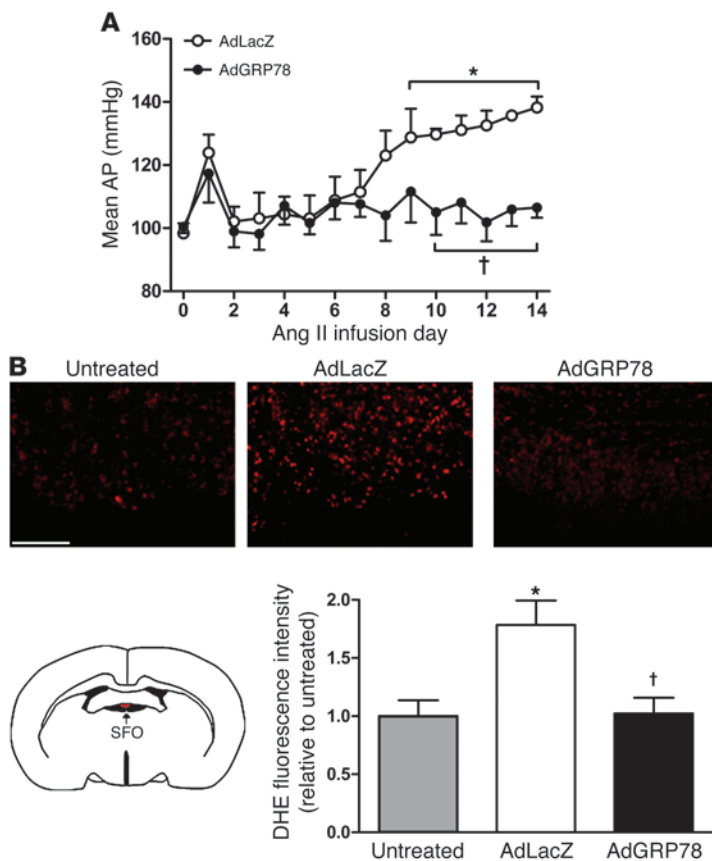 A
AdLacZ
AdGRP78
Mean AP (mmHg)
160
140
120
100
80
*
†
0 2 4 6 8 10 12 14
Ang II infusion day
B
Untreated AdLacZ AdGRP78
SFO
DHE fluorescence intensity
(relative to untreated)
2.0
1.5
1.0
0.5
0.0
*
†
Untreated AdLacZ AdGRP78